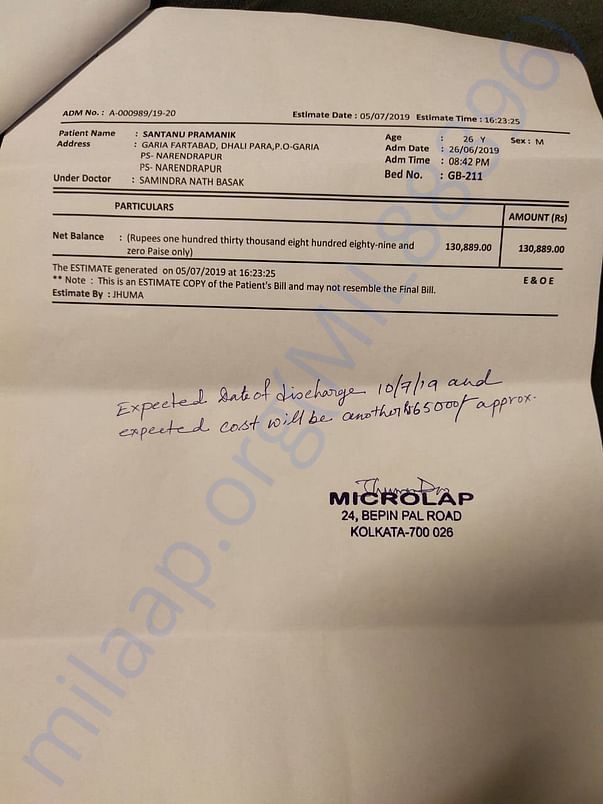 ADM No. : A-000989/19-20 Estimate Date : 05/07/2019 Estimate Time : 16:23:25
Patient Name : SANTANU PRAMANIK Age : 26 Y Sex : M
Address : GARIA FARTABAD, DHALI PARA,P.O-GARIA Adm Date : 26/06/2019
PS- NARENDRAPUR Adm Time : 08:42 PM
PS- NARENDRAPUR Bed No. : GB-211
Under Doctor : SAMINDRA NATH BASAK
PARTICULARS AMOUNT (Rs)
Net Balance : (Rupees one hundred thirty thousand eight hundred eighty-nine and 130,889.00 130,889.00
zero Paise only)
The ESTIMATE generated on 05/07/2019 at 16:23:25 E & O E
** Note : This is an ESTIMATE COPY of the Patient's Bill and may not resemble the Final Bill.
Estimate By : JHUMA
Expected Date of discharge 10/7/19 and
expected cost will be another 65000/ approx.
MICROLAP
24, BEPIN PAL ROAD
KOLKATA-700 026
milaap.org(MIL88896)